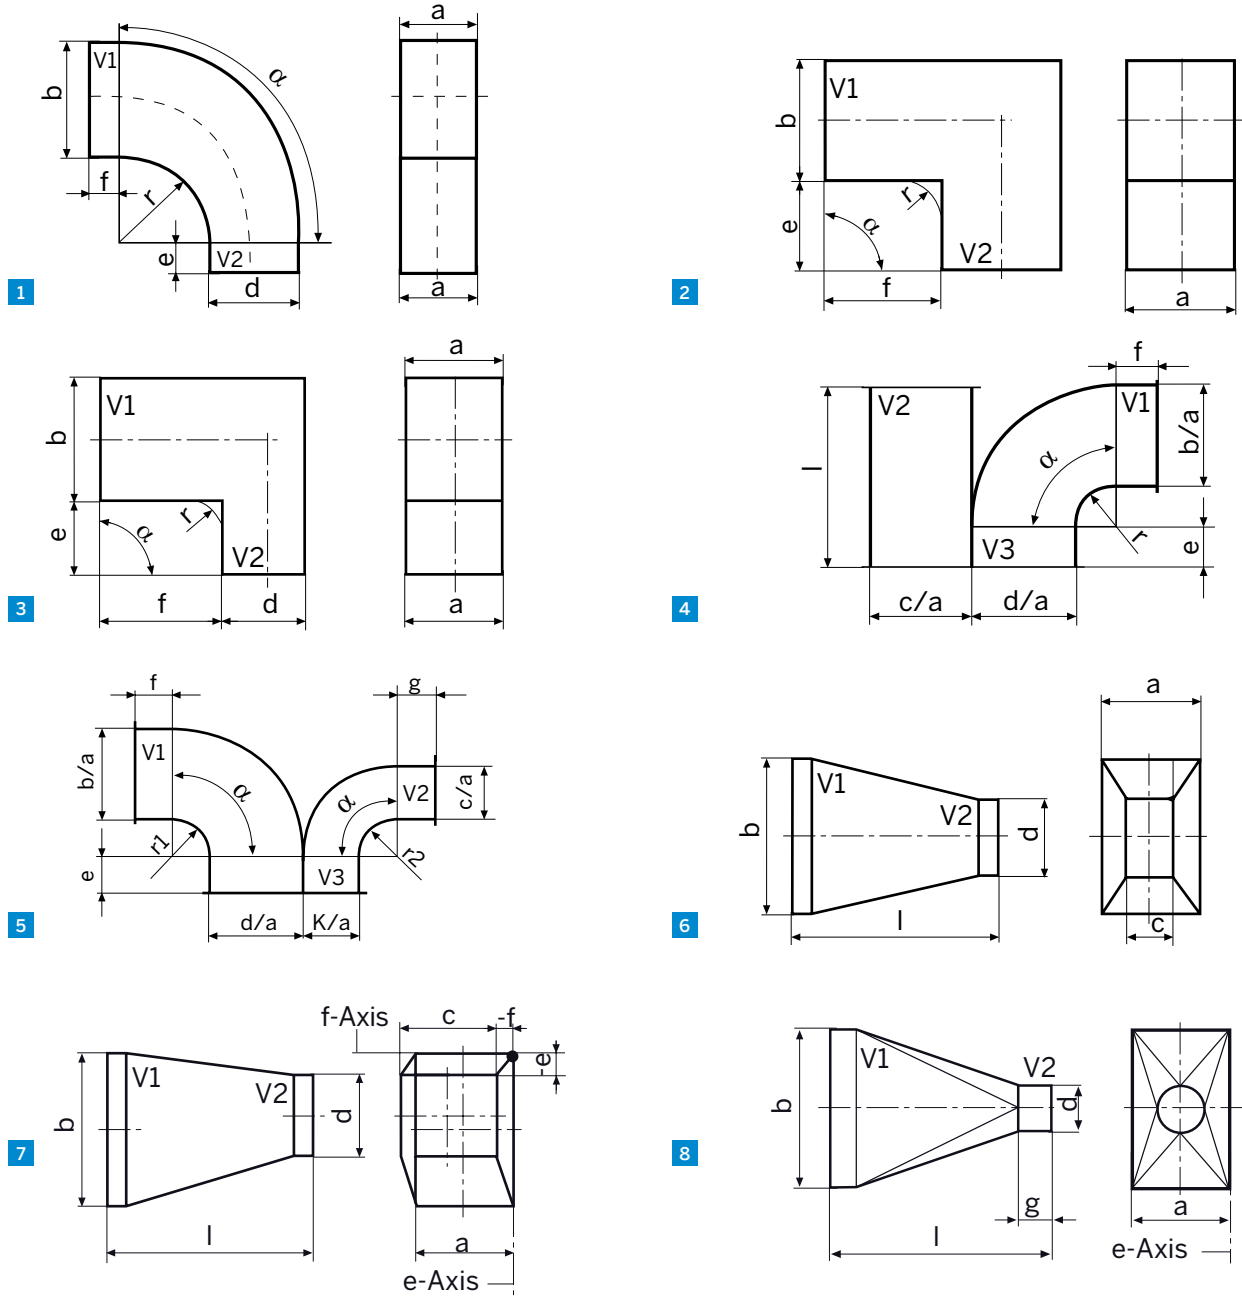 a
V1
α
b
f
r
e
V2
d
a
1
V1
b
r
e
α
V2
f
a
2
a
V1
b
r
e
α
V2
f
d
a
3
f
V2
V1
b/a
l
α
r
V3
e
c/a
d/a
4
f
g
V1
b/a
α
α
V2
c/a
r1
r2
e
V3
d/a
K/a
5
a
V1
b
V2
d
l
c
6
f-Axis
c
-f
-e
V1
V2
b
d
l
a
e-Axis
7
V1
V2
b
d
g
l
a
e-Axis
8